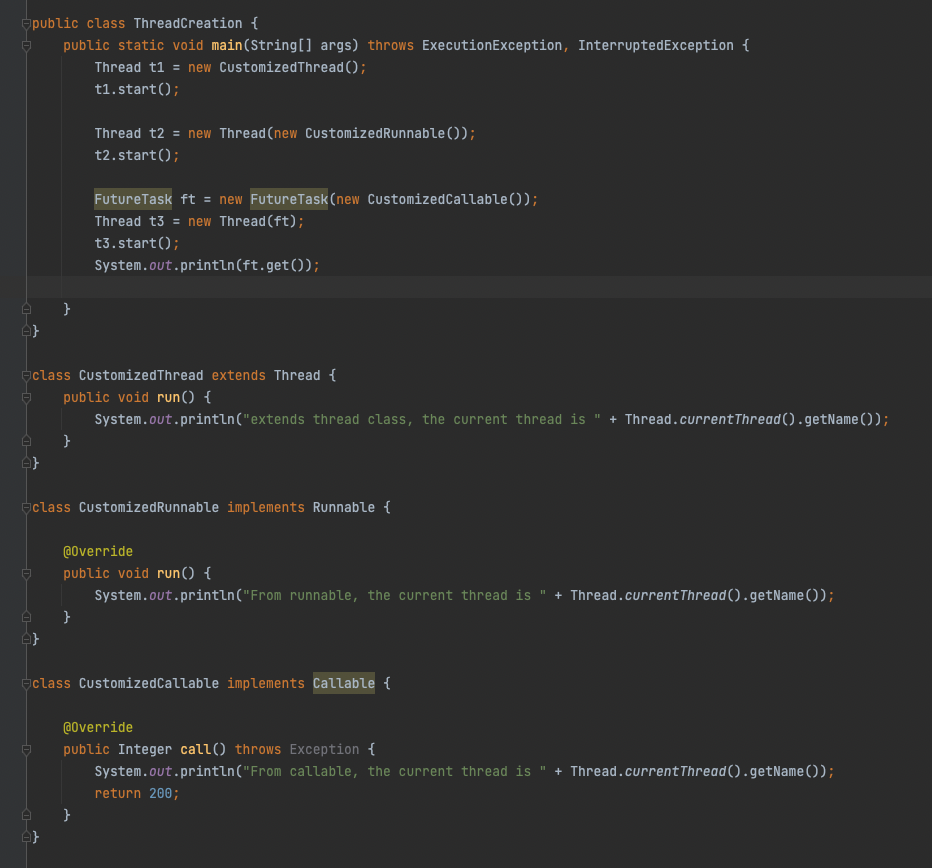 public class ThreadCreation {
    public static void main(String[] args) throws ExecutionException, InterruptedException {
        Thread t1 = new CustomizedThread();
        t1.start();

        Thread t2 = new Thread(new CustomizedRunnable());
        t2.start();

        FutureTask ft = new FutureTask(new CustomizedCallable());
        Thread t3 = new Thread(ft);
        t3.start();
        System.out.println(ft.get());

    }
}

class CustomizedThread extends Thread {
    public void run() {
        System.out.println("extends thread class, the current thread is " + Thread.currentThread().getName());
    }
}

class CustomizedRunnable implements Runnable {

    @Override
    public void run() {
        System.out.println("From runnable, the current thread is " + Thread.currentThread().getName());
    }
}

class CustomizedCallable implements Callable {

    @Override
    public Integer call() throws Exception {
        System.out.println("From callable, the current thread is " + Thread.currentThread().getName());
        return 200;
    }
}